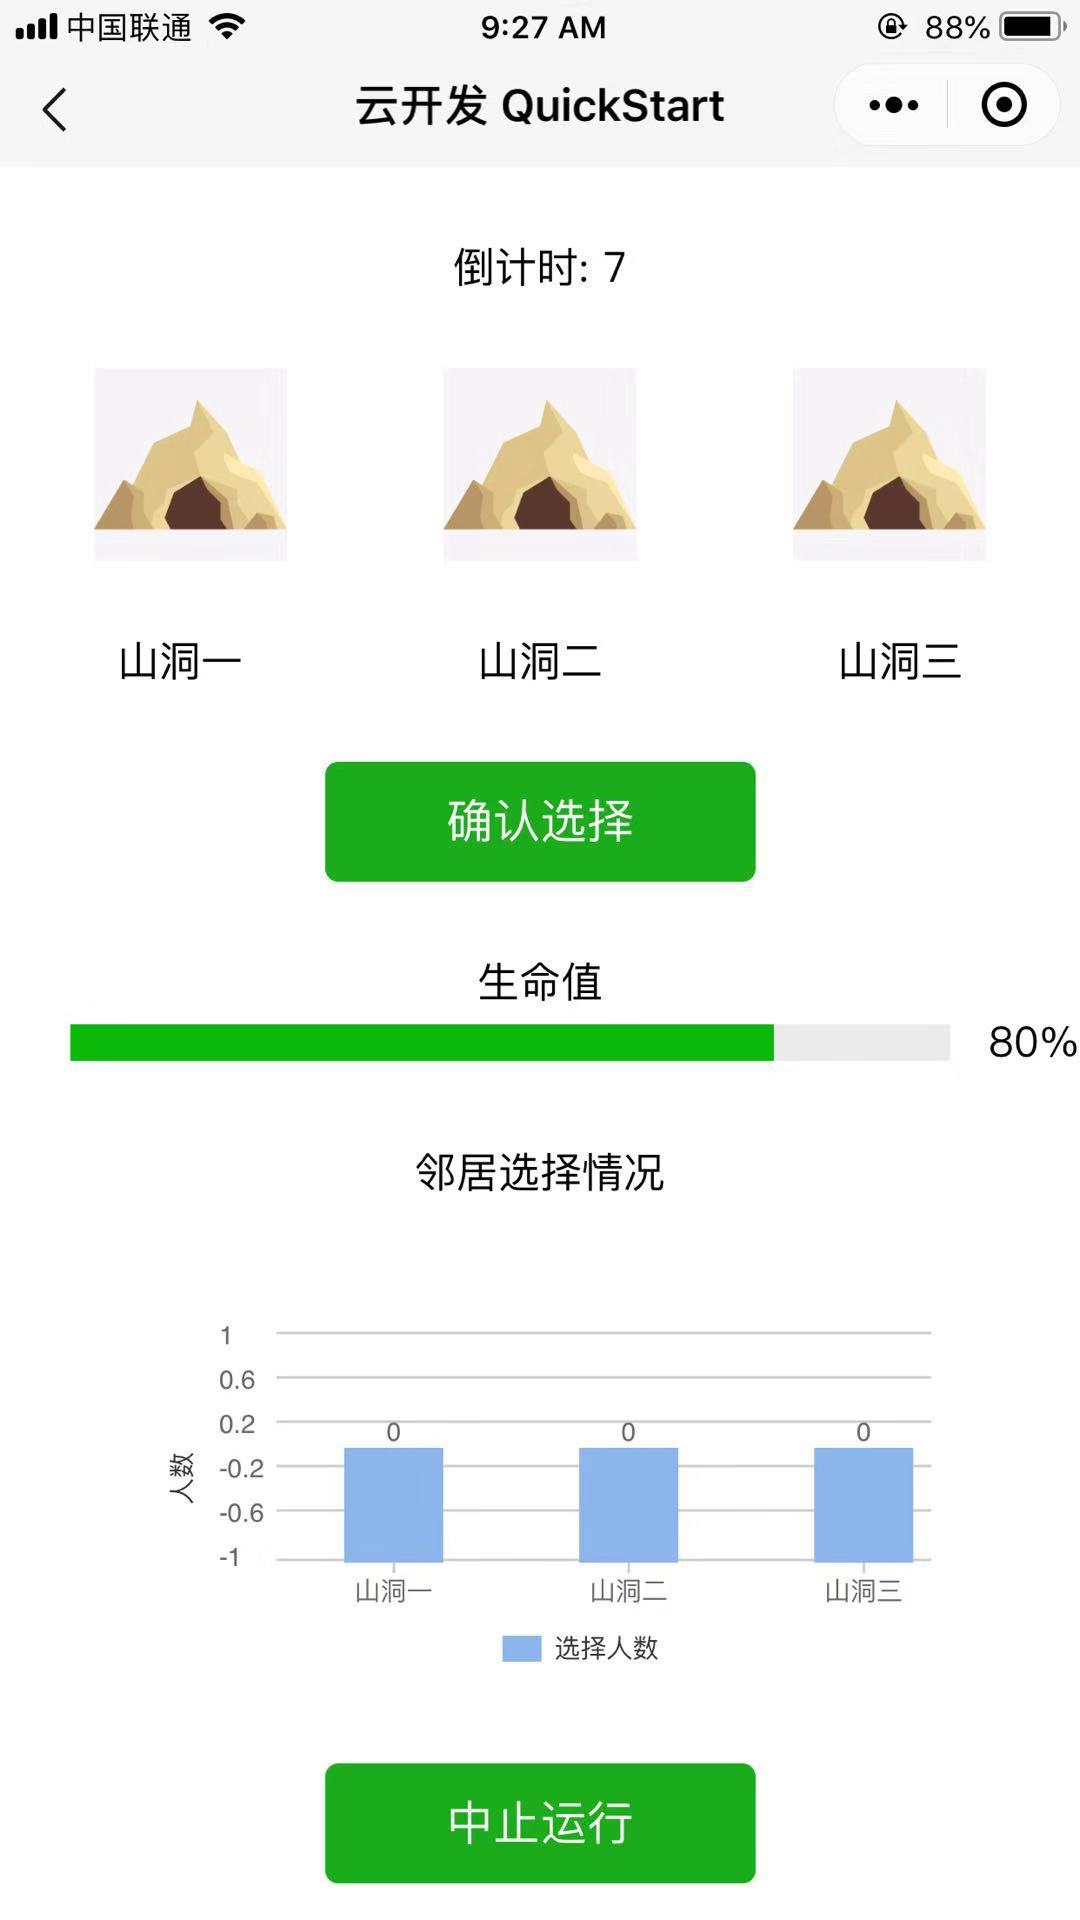 中国联通 9:27 AM 88%
云开发 QuickStart
倒计时: 7
山洞一 山洞二 山洞三
确认选择
生命值
80%
邻居选择情况
1
0.6
0.2
-0.2
-0.6
-1
人数
0 0 0
山洞一 山洞二 山洞三
选择人数
中止运行